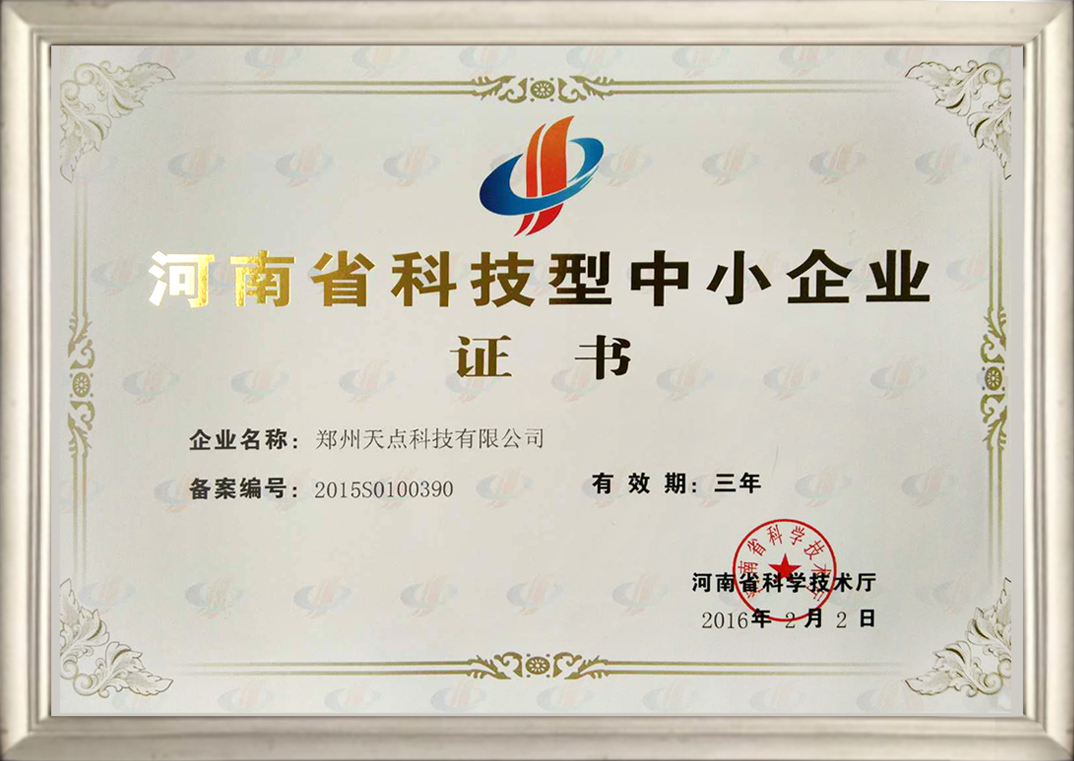 河南省科技型中小企业
证 书
企业名称：郑州天点科技有限公司
备案编号：2015S0100390
有 效 期：三年
河南省科学技术厅
河南省科学技术厅
2016年 2 月 2 日